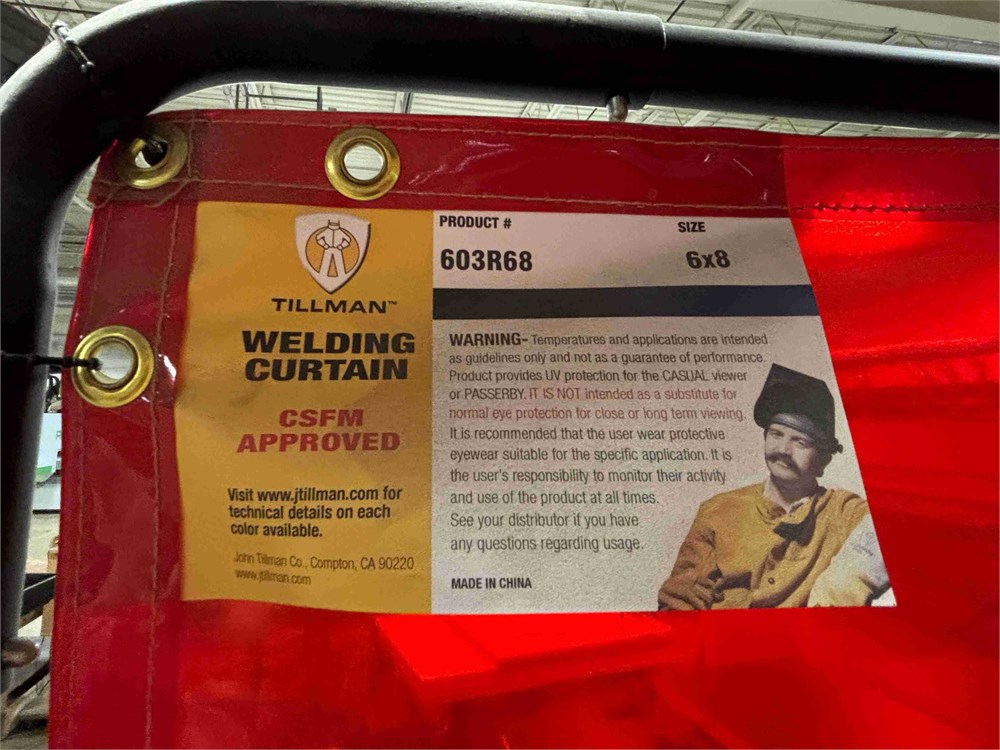 TILLMAN™
WELDING
CURTAIN
CSFM
APPROVED
Visit www.jtillman.com for
technical details on each
color available.
John Tillman Co., Compton, CA 90220
www.jtillman.com
PRODUCT #
603R68
SIZE
6x8
WARNING- Temperatures and applications are intended
as guidelines only and not as a guarantee of performance.
Product provides UV protection for the CASUAL viewer
or PASSERBY. IT IS NOT intended as a substitute for
normal eye protection for close or long term viewing.
It is recommended that the user wear protective
eyewear suitable for the specific application. It is
the user's responsibility to monitor their activity
and use of the product at all times.
See your distributor if you have
any questions regarding usage.
MADE IN CHINA